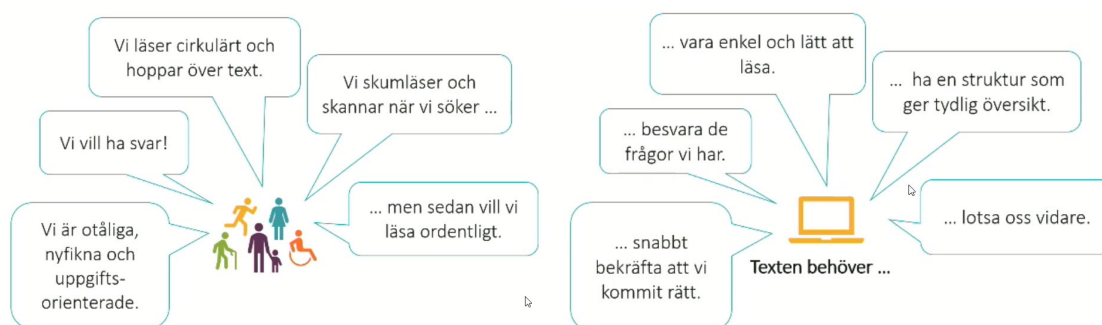 Vi är otåliga,
nyfikna och
uppgifts-
orienterade.
Vi vill ha svar!
Vi läser cirkulärt och
hoppar över text.
Vi skumläser och
skannar när vi söker ...
... men sedan vill vi
läsa ordentligt.
Texten behöver ...
... snabbt
bekräfta att vi
kommit rätt.
... besvara de
frågor vi har.
... vara enkel och lätt att
läsa.
... ha en struktur som
ger tydlig översikt.
... lotsa oss vidare.